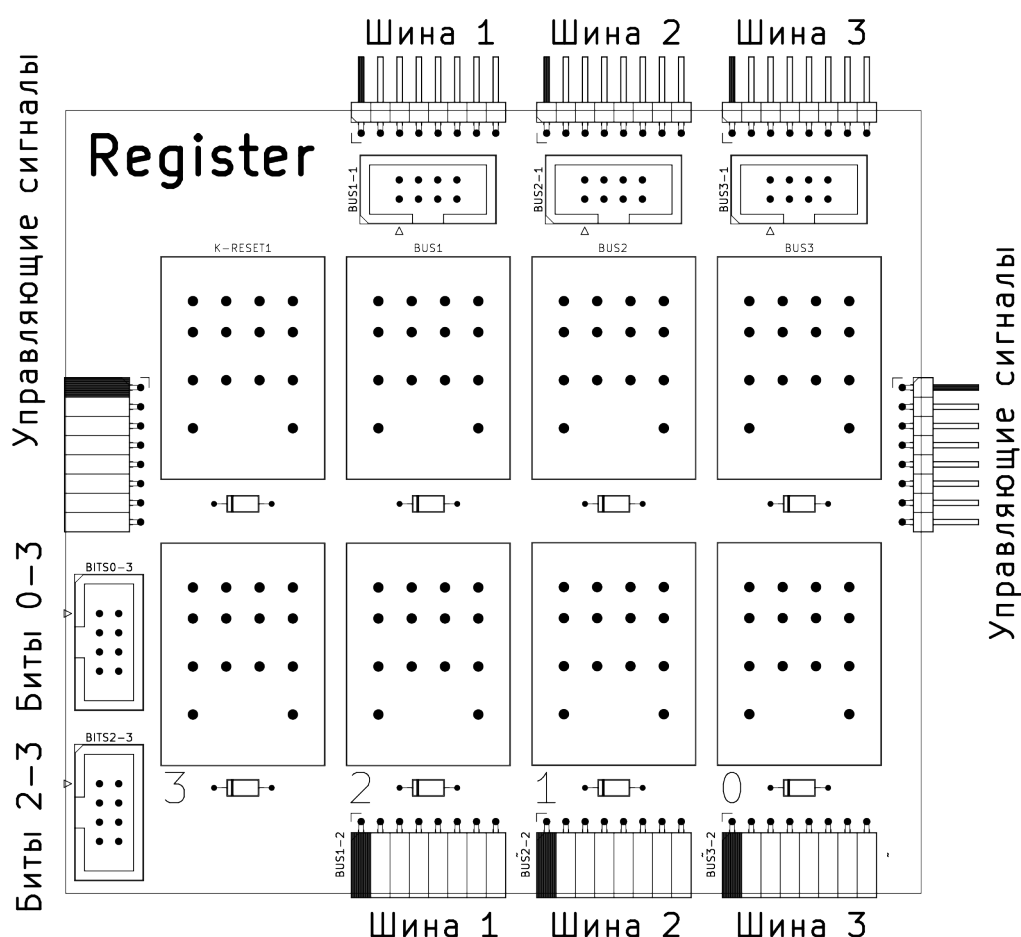 Шина 1
Шина 2
Шина 3
Управляющие сигналы
Register
BUS1-1
BUS2-1
BUS3-1
K-RESET1
BUS1
BUS2
BUS3
Управляющие сигналы
Биты 0-3
BITS0-3
Биты 2-3
BITS2-3
3
2
1
0
BUS1-2
~
BUS2-2
~
BUS3-2
~
Шина 1
Шина 2
Шина 3